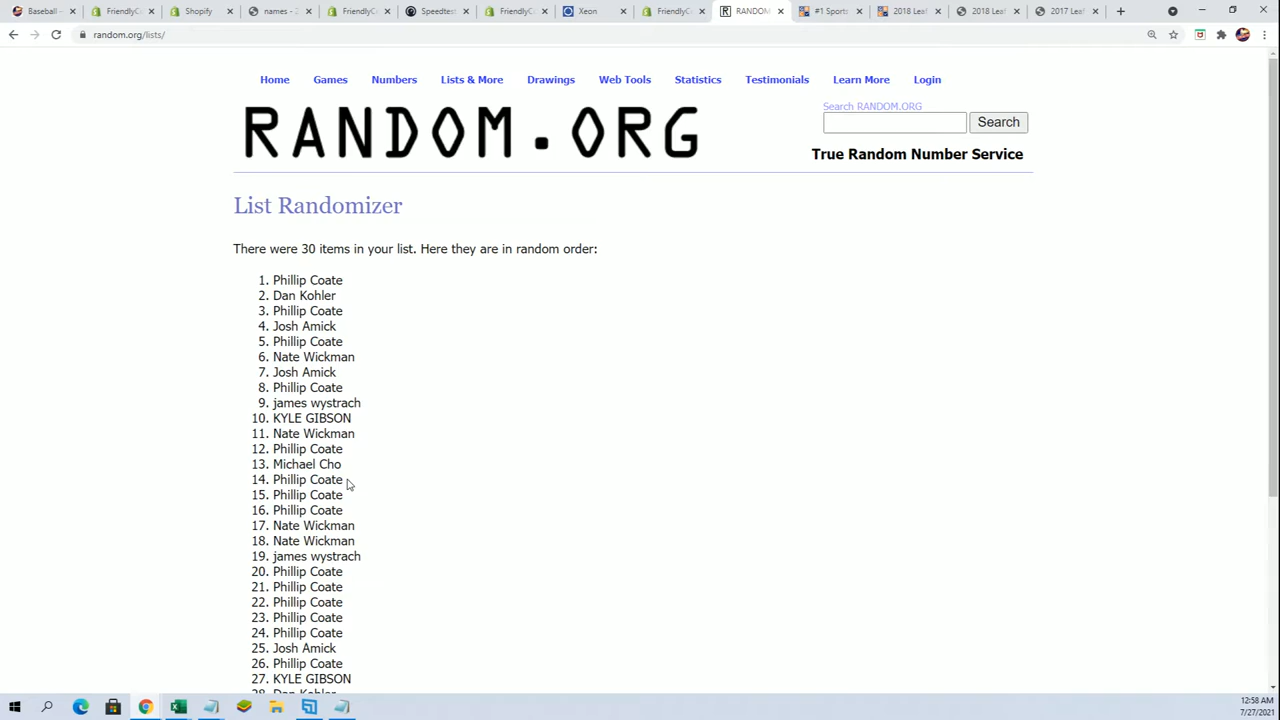 Baseball -
FriendlyCo
Shopify
names - 2
FriendlyC
Speedtest
FriendlyC
Xeon
FriendlyCo
RANDOM
#1 Sports
2018 Leaf
2018 Leaf
2017 Leaf
random.org/lists/
Home Games Numbers Lists & More Drawings Web Tools Statistics Testimonials Learn More Login
RANDOM.ORG
Search RANDOM.ORG
Search
True Random Number Service
List Randomizer
There were 30 items in your list. Here they are in random order:
1. Phillip Coate
2. Dan Kohler
3. Phillip Coate
4. Josh Amick
5. Phillip Coate
6. Nate Wickman
7. Josh Amick
8. Phillip Coate
9. james wystrach
10. KYLE GIBSON
11. Nate Wickman
12. Phillip Coate
13. Michael Cho
14. Phillip Coate
15. Phillip Coate
16. Phillip Coate
17. Nate Wickman
18. Nate Wickman
19. james wystrach
20. Phillip Coate
21. Phillip Coate
22. Phillip Coate
23. Phillip Coate
24. Phillip Coate
25. Josh Amick
26. Phillip Coate
27. KYLE GIBSON
28. Dan Kohler
12:58 AM
7/27/2021